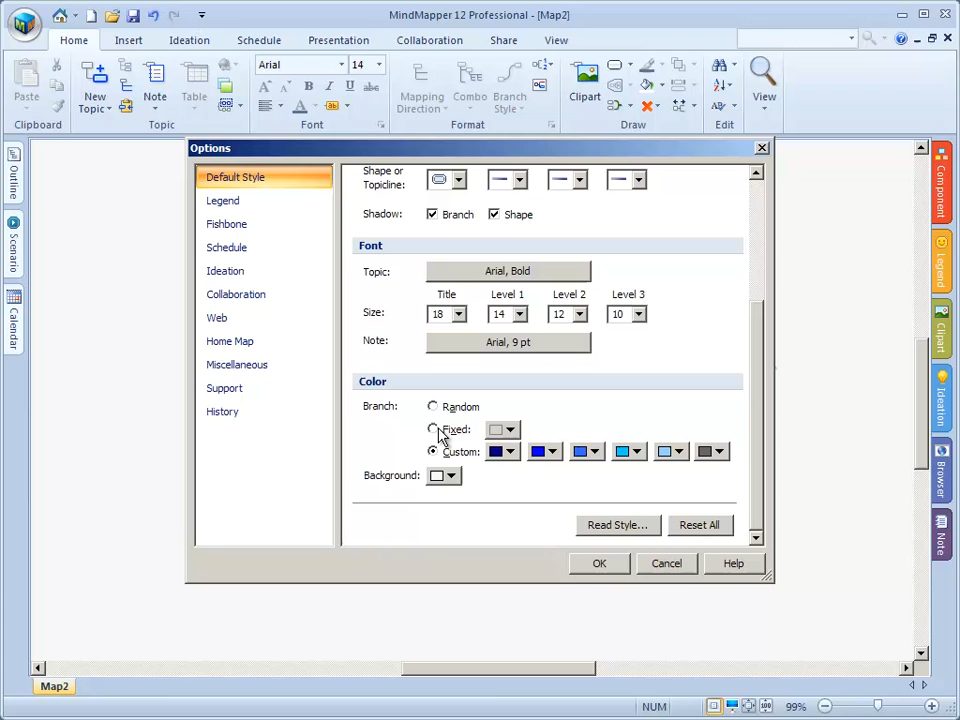 MindMapper 12 Professional - [Map2]
Home Insert Ideation Schedule Presentation Collaboration Share View
Arial 14
Paste New Topic Note Table B I U abc Mapping Direction Combo Branch Style Clipart View
Clipboard Topic Font Format Draw Edit
Outline
Scenario
Calendar
Options
Default Style
Legend
Fishbone
Schedule
Ideation
Collaboration
Web
Home Map
Miscellaneous
Support
History
Shape or
Topicline:
Shadow: Branch Shape
Font
Topic: Arial, Bold
Title Level 1 Level 2 Level 3
Size: 18 14 12 10
Note: Arial, 9 pt
Color
Branch: Random
Fixed:
Custom:
Background:
Read Style... Reset All
OK Cancel Help
Component
Legend
Clipart
Ideation
Browser
Note
Map2
NUM 99%